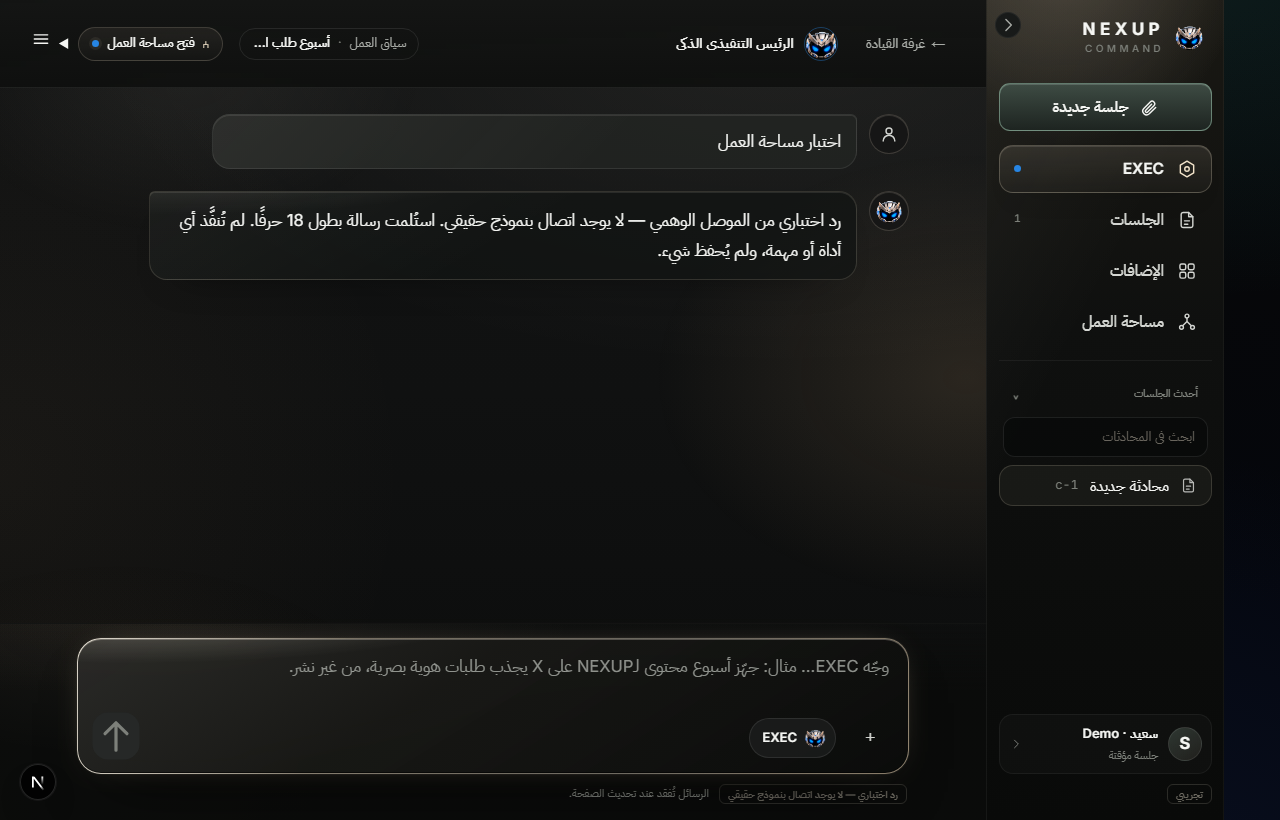 NEXUP
COMMAND
جلسة جديدة
EXEC
الجلسات
1
الإضافات
مساحة العمل
أحدث الجلسات
ابحث في المحادثات
محادثة جديدة c-1
S
سعيد · Demo
جلسة مؤقتة
تجريبي
← غرفة القيادة
الرئيس التنفيذي الذكي
سياق العمل · أسبوع طلب ا...
فتح مساحة العمل
اختبار مساحة العمل
رد اختباري من الموصل الوهمي — لا يوجد اتصال بنموذج حقيقي. استُلمت رسالة بطول 18 حرفًا. لم تُنفَّذ أي
أداة أو مهمة، ولم يُحفظ شيء.
وجّه EXEC... مثال: جهّز أسبوع محتوى لـNEXUP على X يجذب طلبات هوية بصرية، من غير نشر.
+
EXEC
رد اختباري — لا يوجد اتصال بنموذج حقيقي
الرسائل تُفقد عند تحديث الصفحة.
N